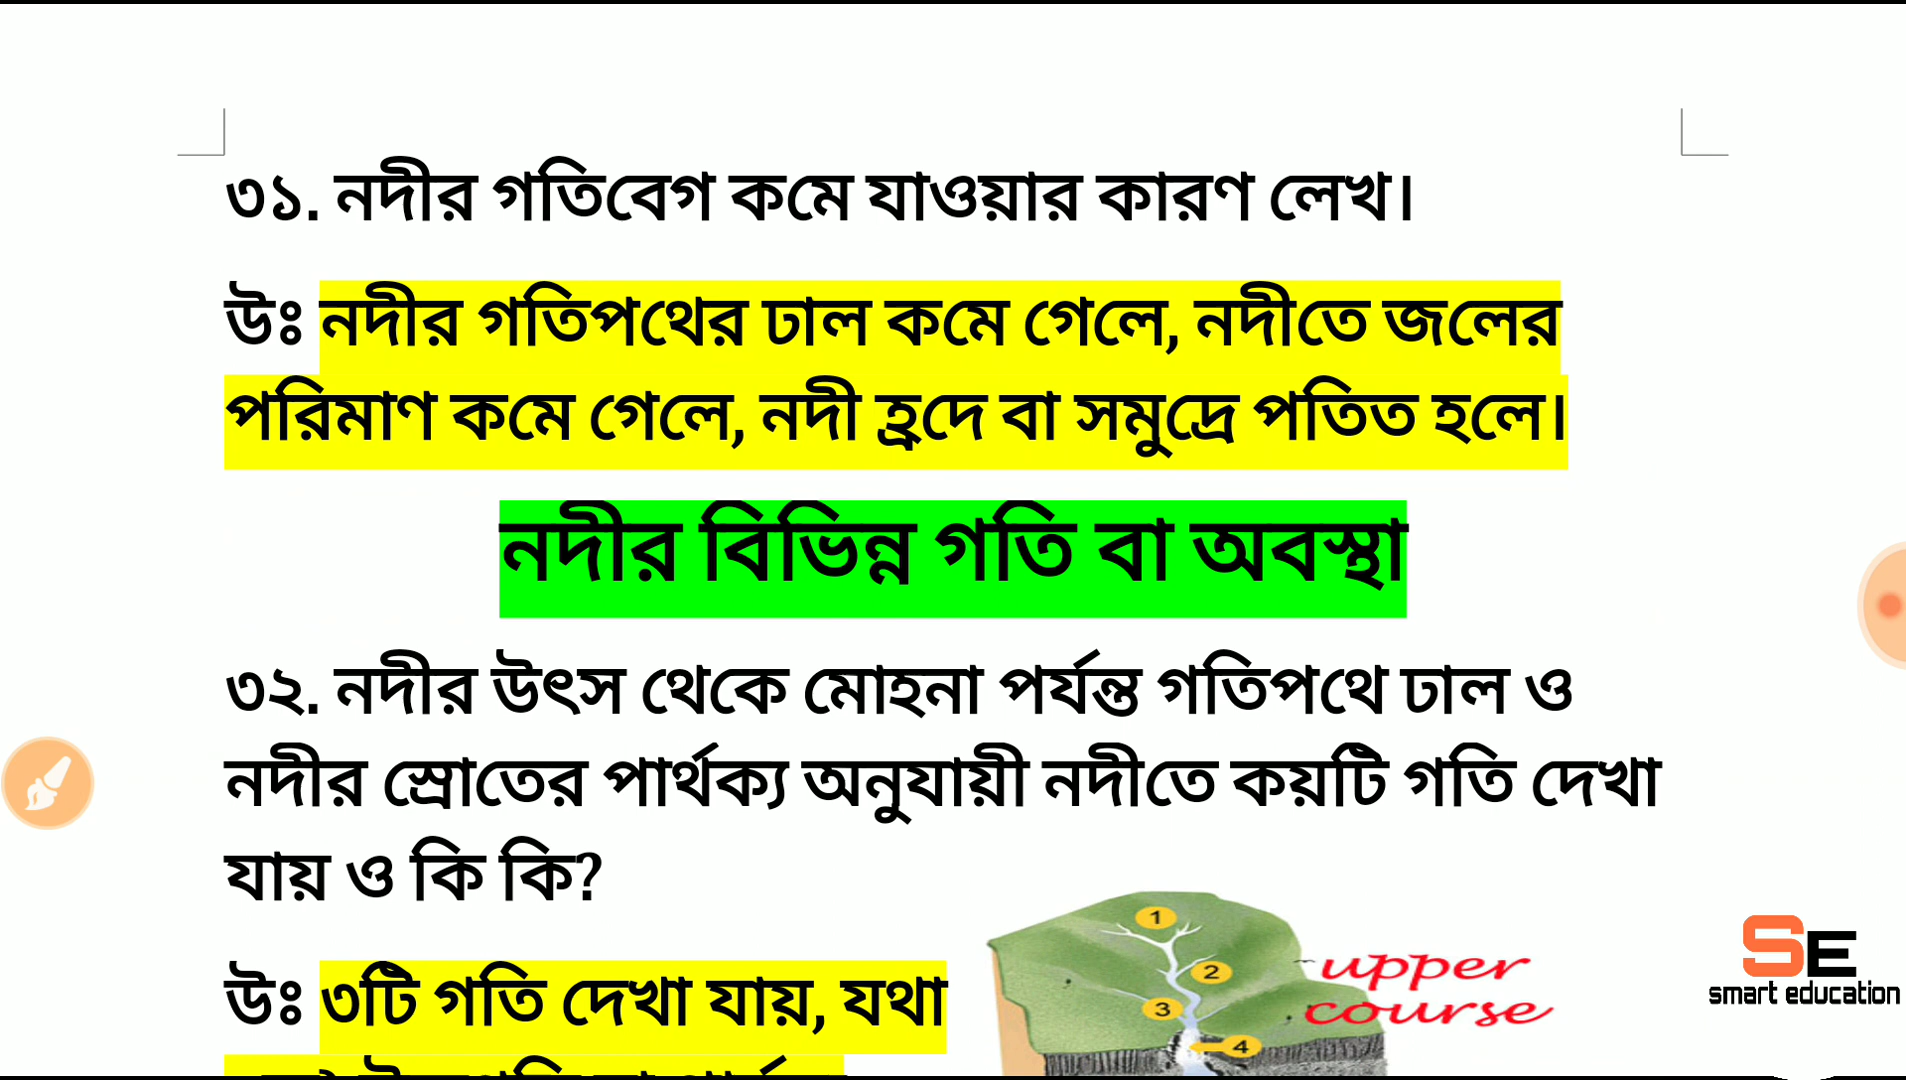 ৩১. নদীর গতিবেগ কমে যাওয়ার কারণ লেখ।
উঃ নদীর গতিপথের ঢাল কমে গেলে, নদীতে জলের
পরিমাণ কমে গেলে, নদী হ্রদে বা সমুদ্রে পতিত হলে।
নদীর বিভিন্ন গতি বা অবস্থা
৩২. নদীর উৎস থেকে মোহনা পর্যন্ত গতিপথে ঢাল ও
নদীর স্রোতের পার্থক্য অনুযায়ী নদীতে কয়টি গতি দেখা
যায় ও কি কি?
উঃ ৩টি গতি দেখা যায়, যথা
1
2
3
4
upper
course
SE
smart education